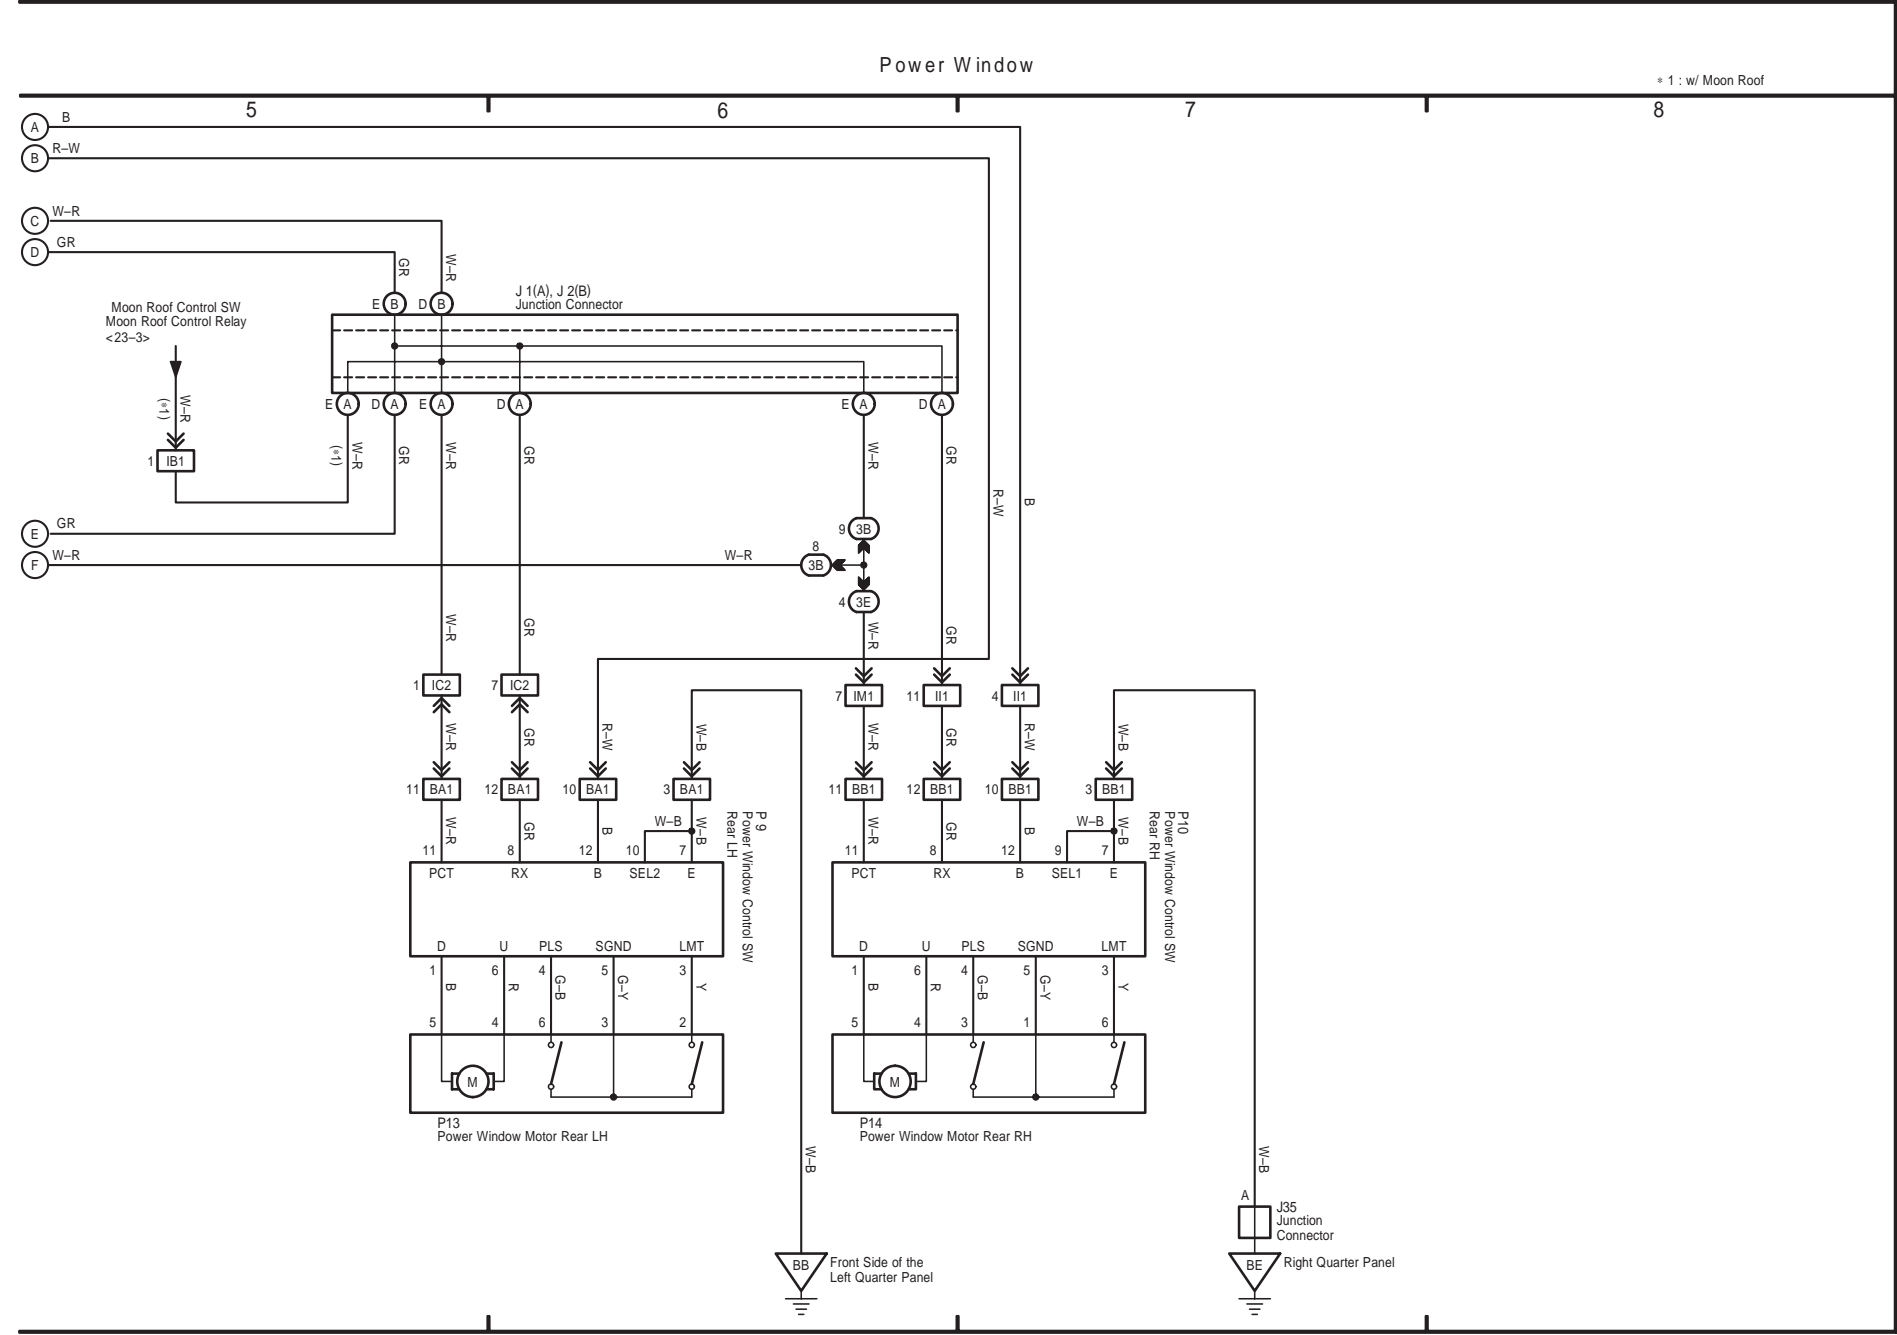 Power Window
* 1 : w/ Moon Roof
5 6 7 8
A B
B R–W
C W–R
D GR
GR W–R
J 1(A), J 2(B)
Junction Connector
E B D B
Moon Roof Control SW
Moon Roof Control Relay
<23–3>
W–R
(*1)
1 IB1
E A D A E A D A E A D A
(*1) W–R GR W–R GR W–R GR
R–W B
9 3B
E GR
F W–R W–R 8 3B
4 3E
W–R GR W–R GR
1 IC2 7 IC2 7 IM1 11 II1 4 II1
W–R GR R–W W–B W–R GR R–W W–B
11 BA1 12 BA1 10 BA1 3 BA1 11 BB1 12 BB1 10 BB1 3 BB1
W–R GR B W–B W–B W–R GR B W–B W–B
P 9
Power Window Control SW
Rear LH
P10
Power Window Control SW
Rear RH
11 8 12 10 7 11 8 12 9 7
PCT RX B SEL2 E PCT RX B SEL1 E
D U PLS SGND LMT D U PLS SGND LMT
1 6 4 5 3 1 6 4 5 3
B R G–B G–Y Y B R G–B G–Y Y
5 4 6 3 2 5 4 3 1 6
M M
P13
Power Window Motor Rear LH
P14
Power Window Motor Rear RH
W–B W–B
A
J35
Junction
Connector
BB Front Side of the
Left Quarter Panel
BE Right Quarter Panel